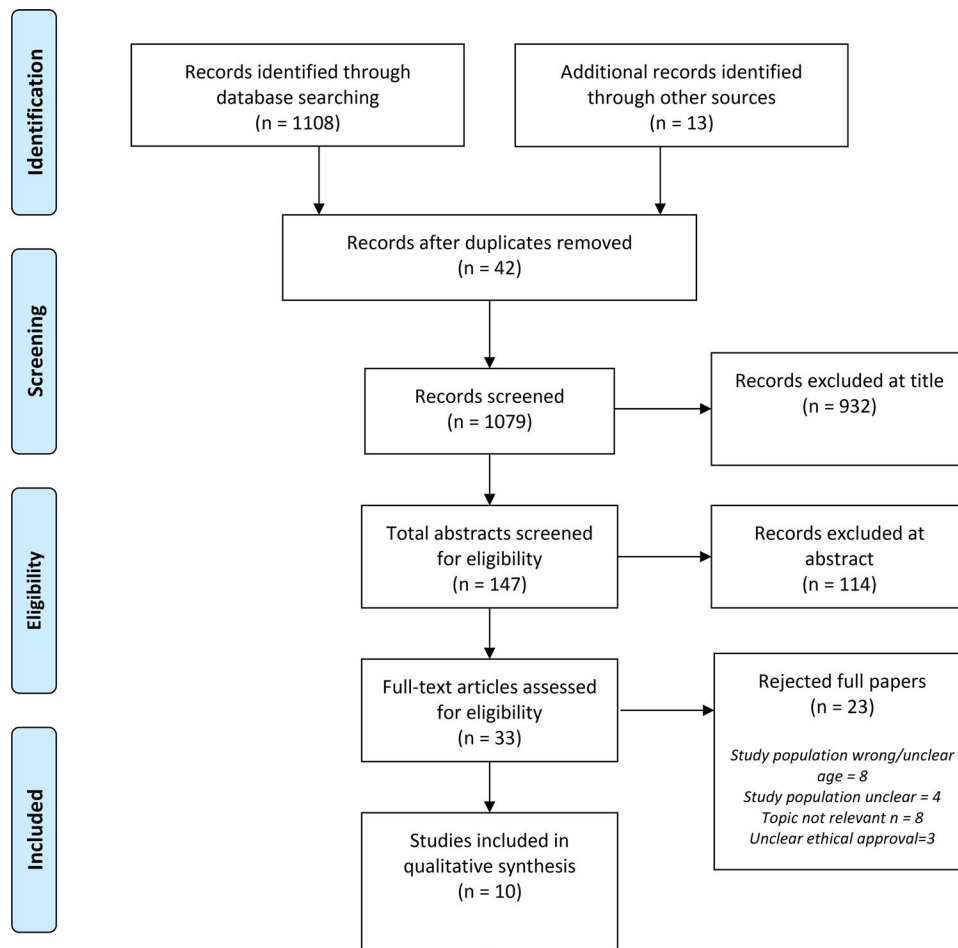 Identification
Records identified through
database searching
(n = 1108)
Additional records identified
through other sources
(n = 13)
Records after duplicates removed
(n = 42)
Screening
Records screened
(n = 1079)
Records excluded at title
(n = 932)
Eligibility
Total abstracts screened
for eligibility
(n = 147)
Records excluded at
abstract
(n = 114)
Full-text articles assessed
for eligibility
(n = 33)
Rejected full papers
(n = 23)
Study population wrong/unclear
age = 8
Study population unclear = 4
Topic not relevant n = 8
Unclear ethical approval=3
Included
Studies included in
qualitative synthesis
(n = 10)